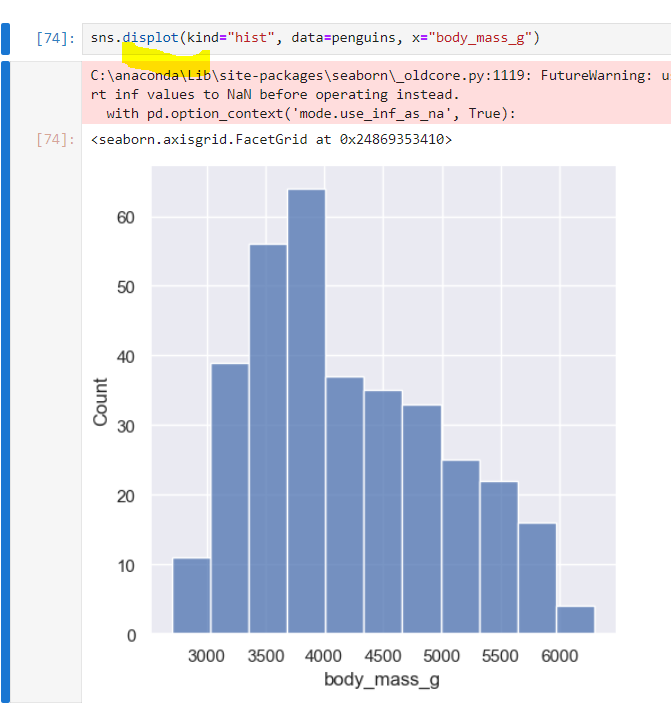 [74]: sns.displot(kind="hist", data=penguins, x="body_mass_g")
C:\anaconda\Lib\site-packages\seaborn\_oldcore.py:1119: FutureWarning: u
rt inf values to NaN before operating instead.
with pd.option_context('mode.use_inf_as_na', True):
[74]: <seaborn.axisgrid.FacetGrid at 0x24869353410>
60
50
40
30
20
10
0
Count
3000 3500 4000 4500 5000 5500 6000
body_mass_g